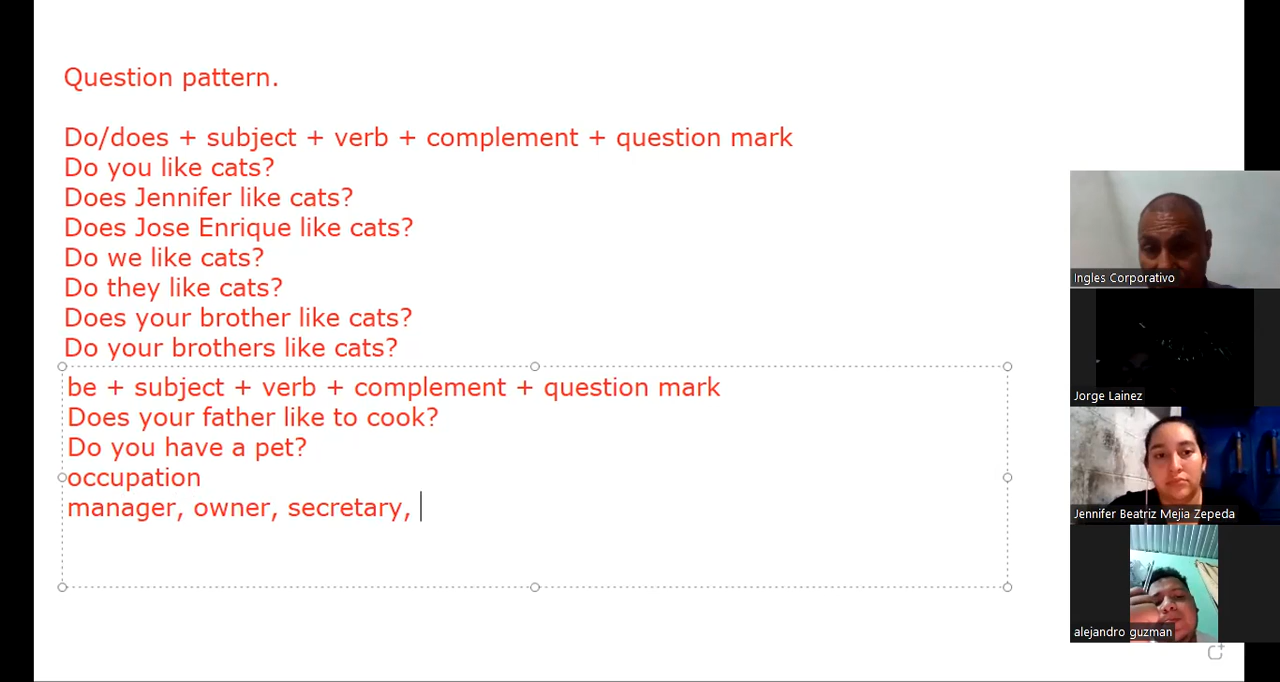 Question pattern.
Do/does + subject + verb + complement + question mark
Do you like cats?
Does Jennifer like cats?
Does Jose Enrique like cats?
Do we like cats?
Do they like cats?
Does your brother like cats?
Do your brothers like cats?
be + subject + verb + complement + question mark
Does your father like to cook?
Do you have a pet?
occupation
manager, owner, secretary,
Ingles Corporativo
Jorge Lainez
Jennifer Beatriz Mejia Zepeda
alejandro guzman